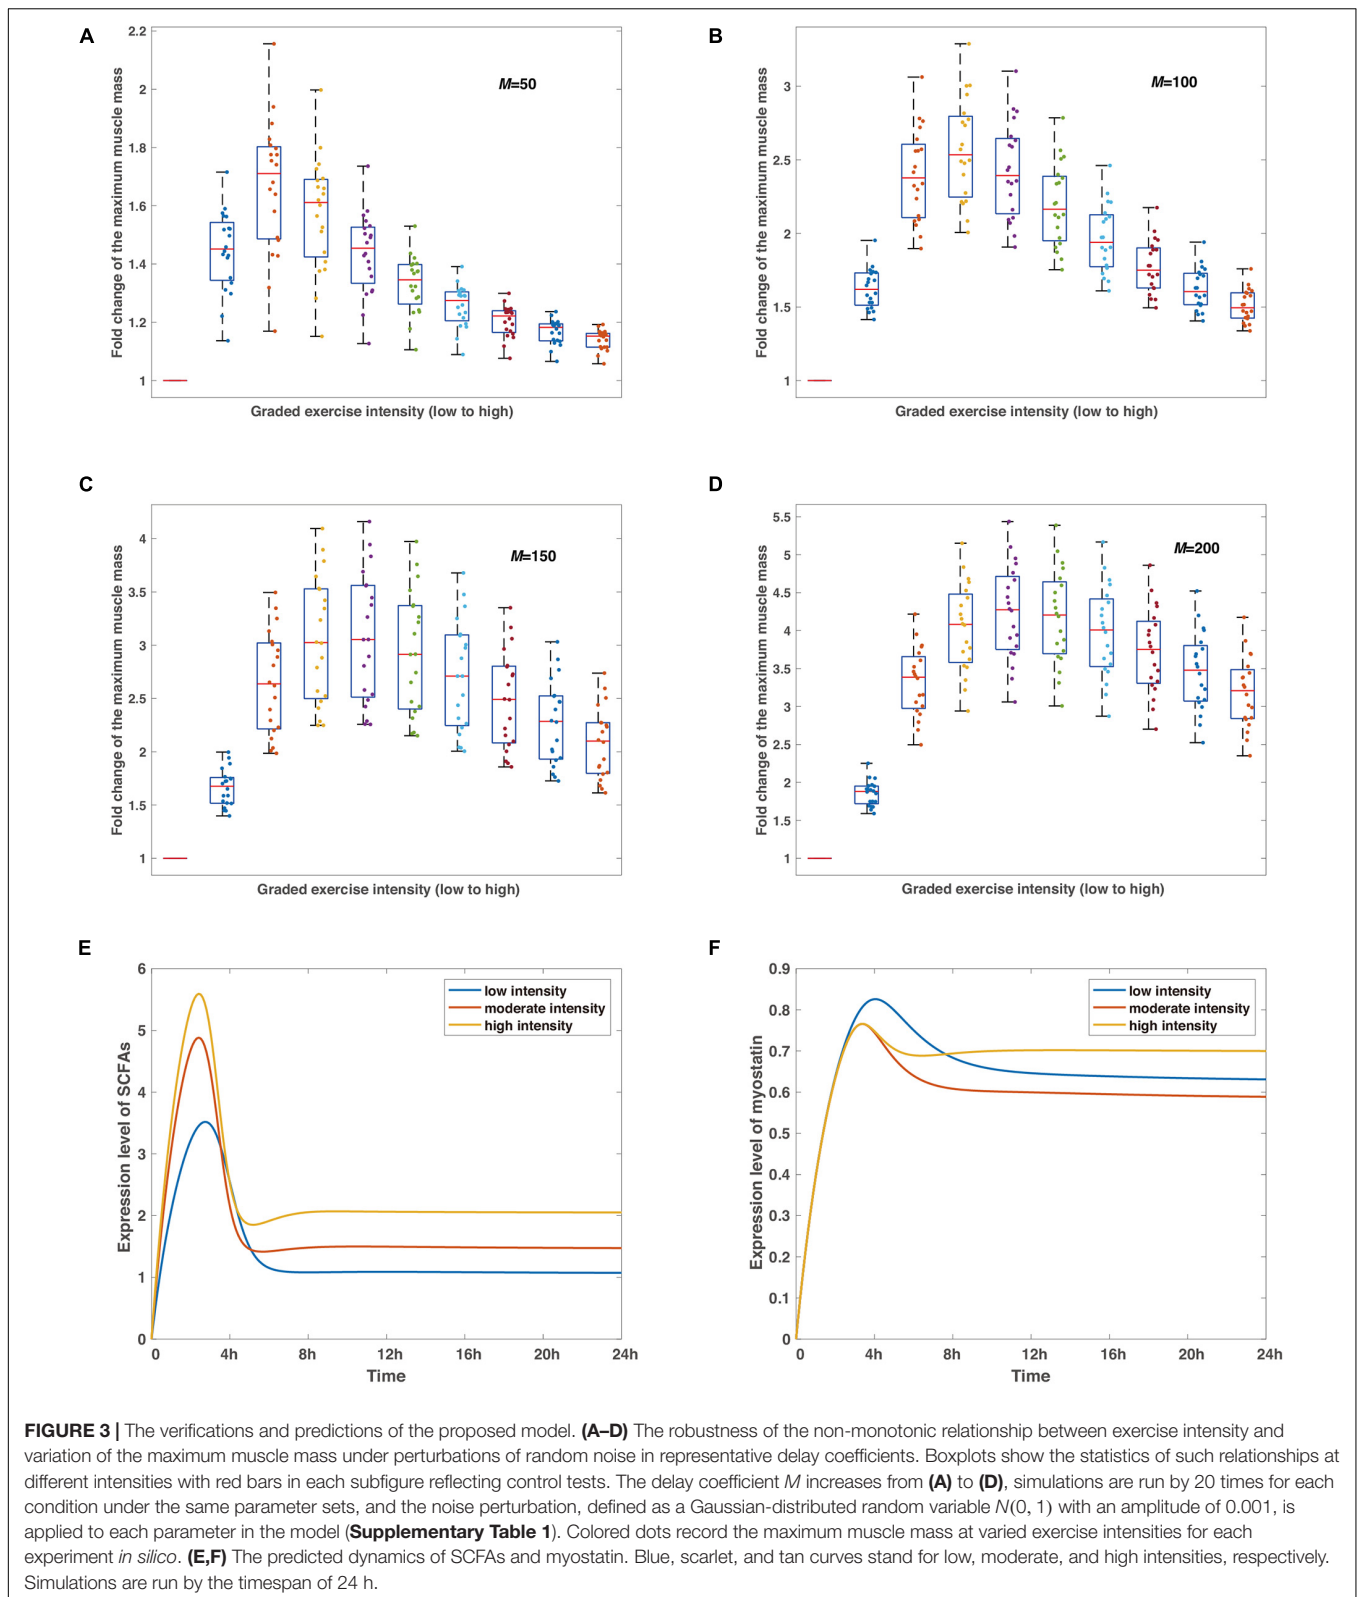 A
Fold change of the maximum muscle mass
2.2
2
1.8
1.6
1.4
1.2
1
M=50
Graded exercise intensity (low to high)
B
Fold change of the maximum muscle mass
3
2.5
2
1.5
1
M=100
Graded exercise intensity (low to high)
C
Fold change of the maximum muscle mass
4
3.5
3
2.5
2
1.5
1
M=150
Graded exercise intensity (low to high)
D
Fold change of the maximum muscle mass
5.5
5
4.5
4
3.5
3
2.5
2
1.5
1
M=200
Graded exercise intensity (low to high)
E
Expression level of SCFAs
6
5
4
3
2
1
0
low intensity
moderate intensity
high intensity
0 4h 8h 12h 16h 20h 24h
Time
F
Expression level of myostatin
0.9
0.8
0.7
0.6
0.5
0.4
0.3
0.2
0.1
0
low intensity
moderate intensity
high intensity
0 4h 8h 12h 16h 20h 24h
Time
FIGURE 3 | The verifications and predictions of the proposed model. (A–D) The robustness of the non-monotonic relationship between exercise intensity and
variation of the maximum muscle mass under perturbations of random noise in representative delay coefficients. Boxplots show the statistics of such relationships at
different intensities with red bars in each subfigure reflecting control tests. The delay coefficient M increases from (A) to (D), simulations are run by 20 times for each
condition under the same parameter sets, and the noise perturbation, defined as a Gaussian-distributed random variable N(0, 1) with an amplitude of 0.001, is
applied to each parameter in the model (Supplementary Table 1). Colored dots record the maximum muscle mass at varied exercise intensities for each
experiment in silico. (E,F) The predicted dynamics of SCFAs and myostatin. Blue, scarlet, and tan curves stand for low, moderate, and high intensities, respectively.
Simulations are run by the timespan of 24 h.